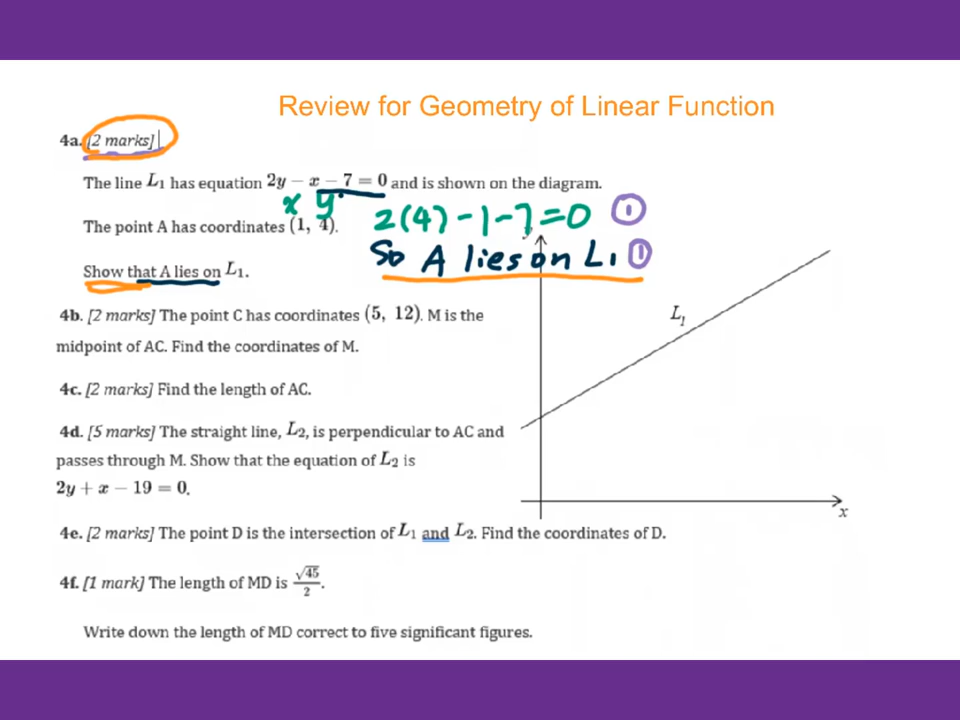 Review for Geometry of Linear Function
4a. [2 marks]
The line L₁ has equation 2y − x − 7 = 0 and is shown on the diagram.
x y
2(4) - 1 - 7 = 0 ①
The point A has coordinates (1, 4).
So A lies on L₁ ①
Show that A lies on L₁.
L₁
4b. [2 marks] The point C has coordinates (5, 12). M is the
midpoint of AC. Find the coordinates of M.
4c. [2 marks] Find the length of AC.
4d. [5 marks] The straight line, L₂, is perpendicular to AC and
passes through M. Show that the equation of L₂ is
2y + x − 19 = 0.
x
4e. [2 marks] The point D is the intersection of L₁ and L₂. Find the coordinates of D.
4f. [1 mark] The length of MD is √45/2.
Write down the length of MD correct to five significant figures.